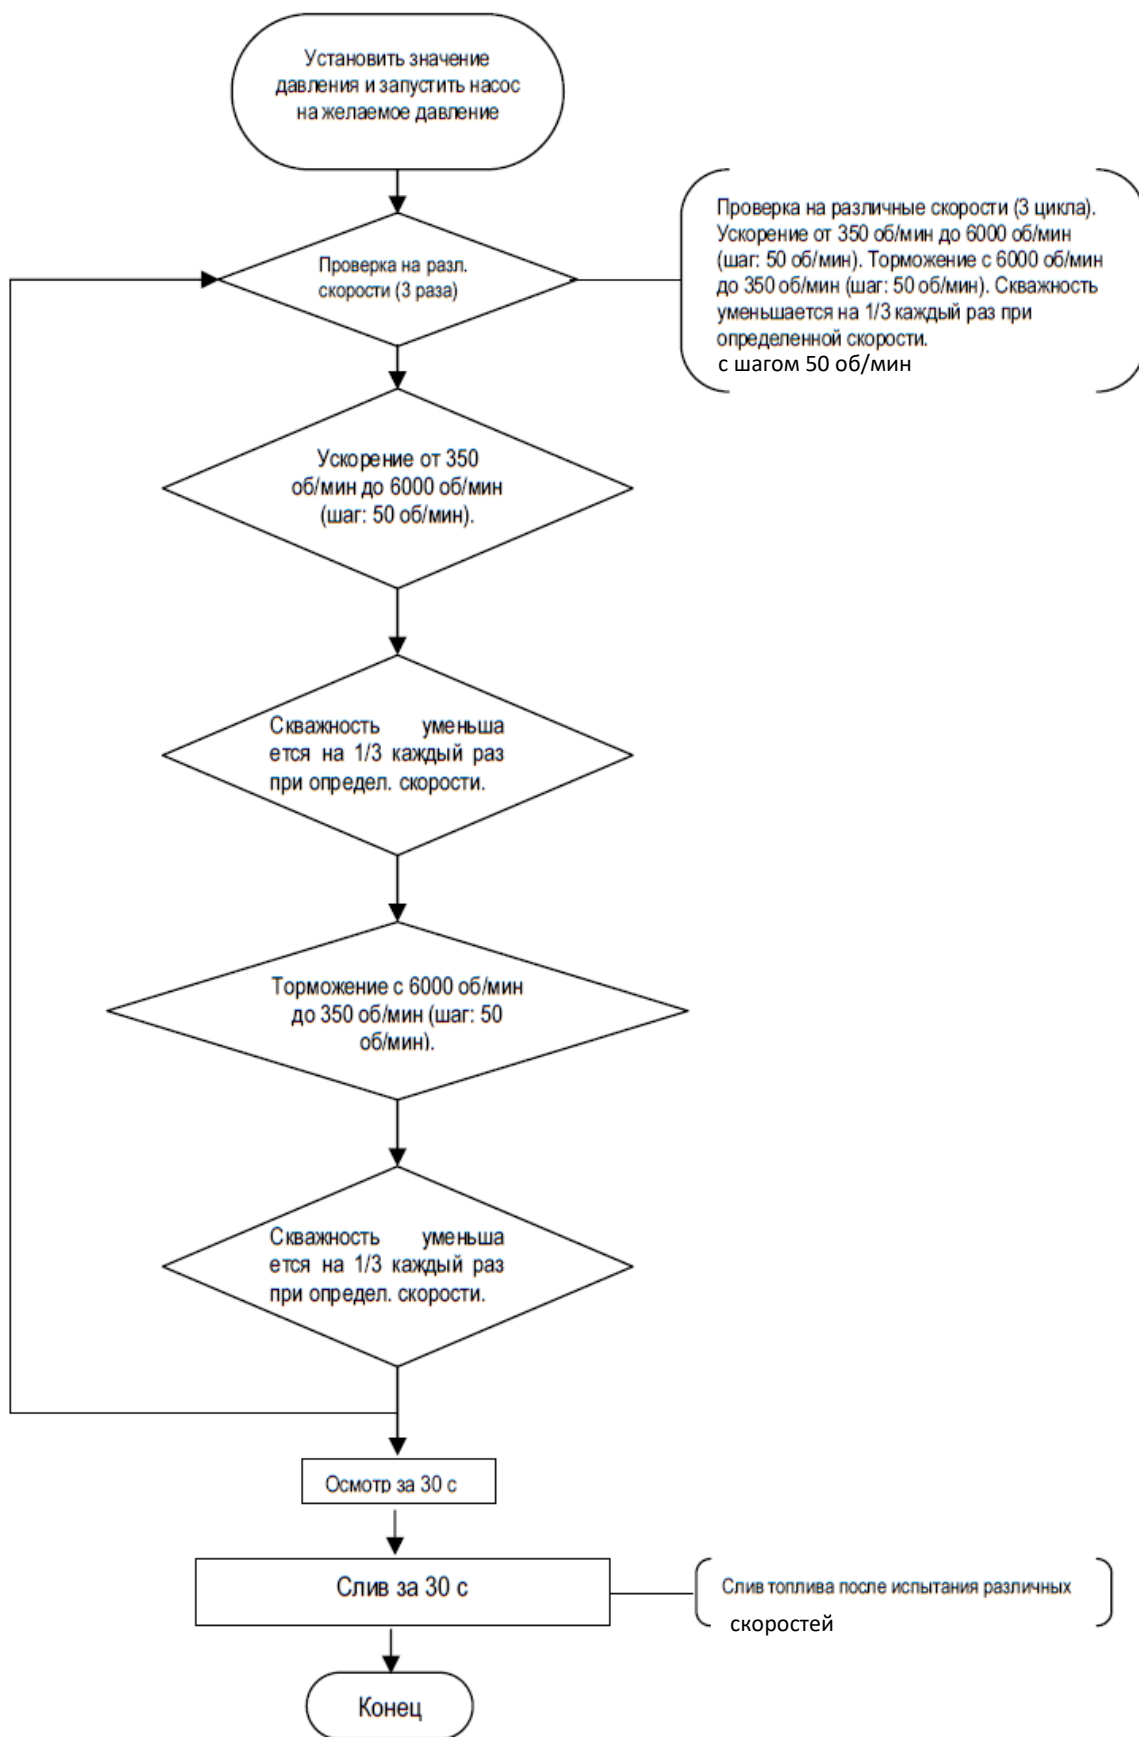 Установить значение
давления и запустить насос
на желаемое давление
Проверка на разл.
скорости (3 раза)
Проверка на различные скорости (3 цикла).
Ускорение от 350 об/мин до 6000 об/мин
(шаг: 50 об/мин). Торможение с 6000 об/мин
до 350 об/мин (шаг: 50 об/мин). Скважность
уменьшается на 1/3 каждый раз при
определенной скорости.
с шагом 50 об/мин
Ускорение от 350
об/мин до 6000 об/мин
(шаг: 50 об/мин).
Скважность уменьша
ется на 1/3 каждый раз
при определ. скорости.
Торможение с 6000 об/мин
до 350 об/мин (шаг: 50
об/мин).
Скважность уменьша
ется на 1/3 каждый раз
при определ. скорости.
Осмотр за 30 с
Слив за 30 с
Слив топлива после испытания различных
скоростей
Конец